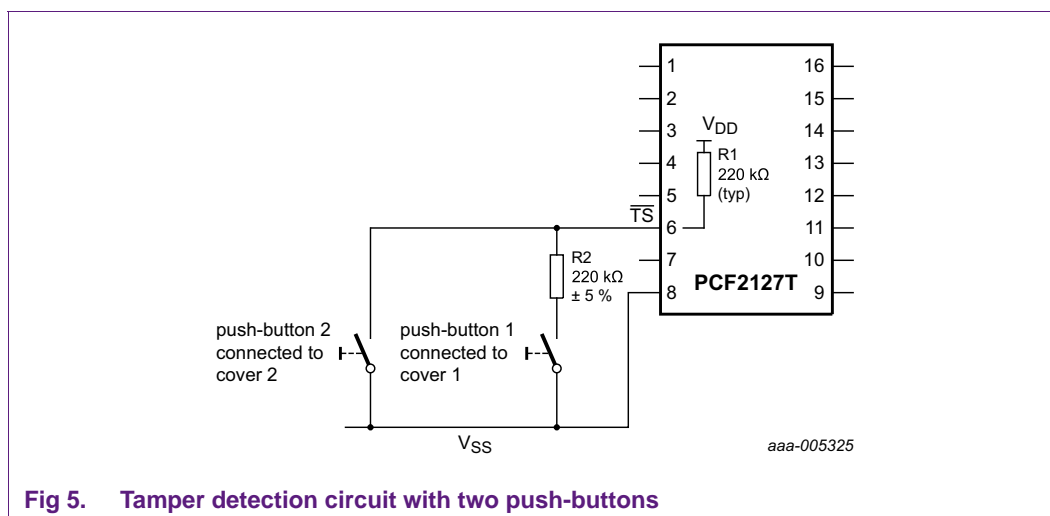 1
2
3
4
5
6
7
8
16
15
14
13
12
11
10
9
VDD
R1
220 kΩ
(typ)
TS
PCF2127T
R2
220 kΩ
± 5 %
push-button 2
connected to
cover 2
push-button 1
connected to
cover 1
VSS
aaa-005325
Fig 5. Tamper detection circuit with two push-buttons